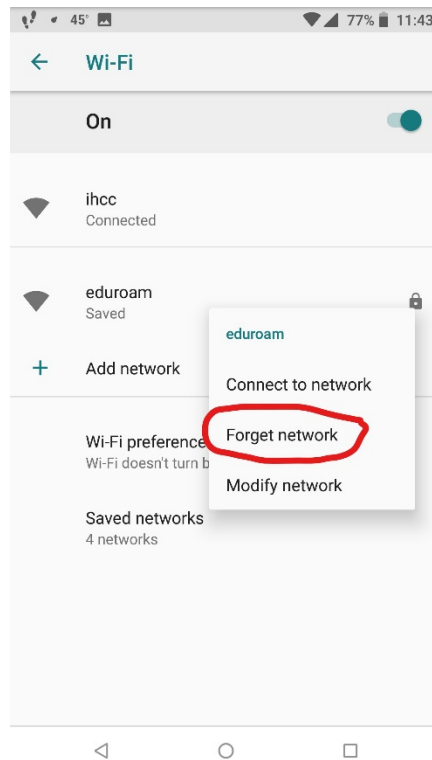 45° 77% 11:43
Wi-Fi
On
ihcc
Connected
eduroam
Saved
eduroam
Add network
Connect to network
Wi-Fi preference
Forget network
Wi-Fi doesn't turn b
Modify network
Saved networks
4 networks